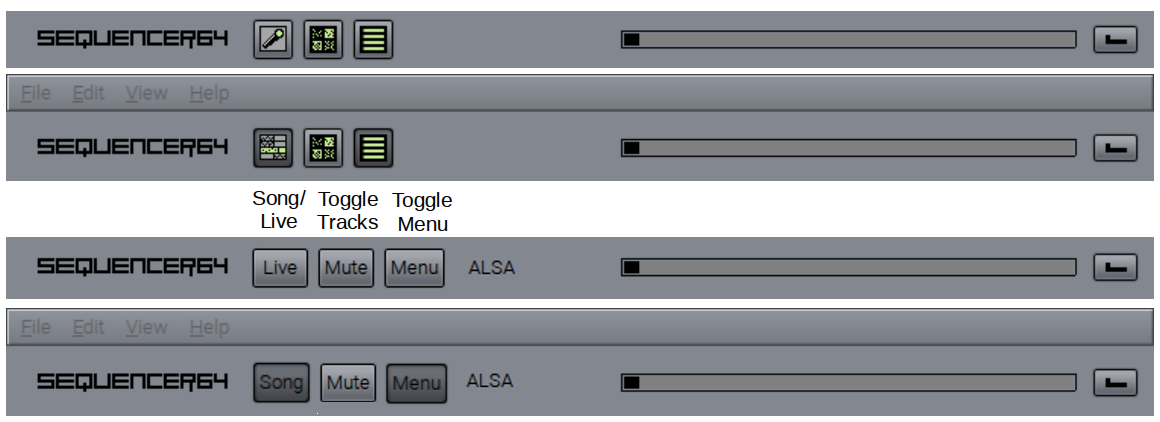 SEQUENCER64
File Edit View Help
SEQUENCER64
Song/ Toggle Toggle
Live Tracks Menu
SEQUENCER64 Live Mute Menu ALSA
File Edit View Help
SEQUENCER64 Song Mute Menu ALSA